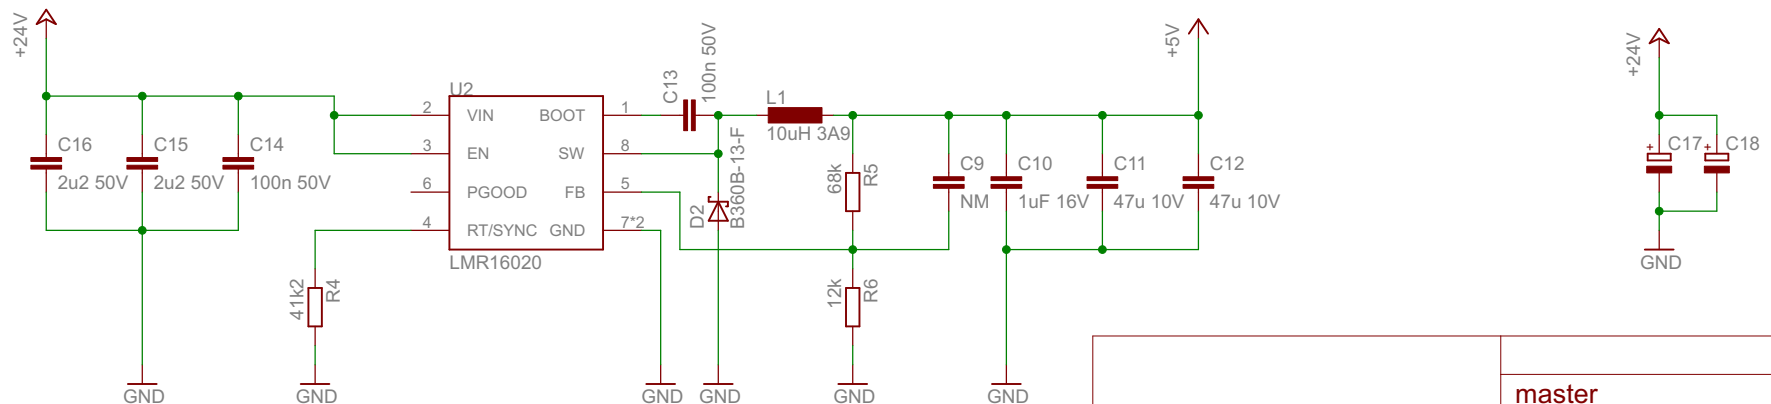 +24V
C16
2u2 50V
C15
2u2 50V
C14
100n 50V
GND
41k2
R4
GND
U2
2
VIN
3
EN
6
PGOOD
4
RT/SYNC
BOOT
1
SW
8
FB
5
GND
7*2
LMR16020
GND
C13
100n 50V
D2
B360B-13-F
GND
L1
10uH 3A9
68k
R5
12k
R6
GND
C9
NM
C10
1uF 16V
C11
47u 10V
C12
47u 10V
GND
+5V
+24V
+
C17
+
C18
GND
master